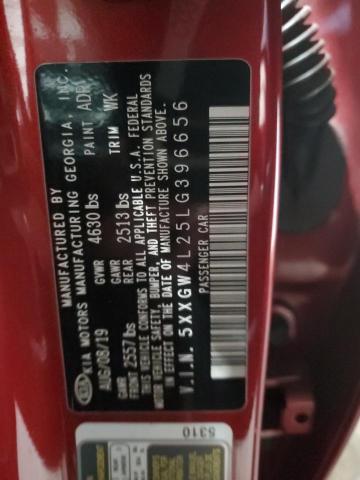 MANUFACTURED BY
KIA MOTORS MANUFACTURING GEORGIA, INC.
AUG/08/19 GVWR 4630 lbs PAINT
GAWR FRONT 2557 lbs GAWR REAR 2513 lbs TRIM WK
THIS VEHICLE CONFORMS TO ALL APPLICABLE U.S.A. FEDERAL
MOTOR VEHICLE SAFETY, BUMPER, AND THEFT PREVENTION STANDARDS
IN EFFECT ON THE DATE OF MANUFACTURE SHOWN ABOVE.
V.I.N. 5XXGW4L25LG396656
PASSENGER CAR
5310